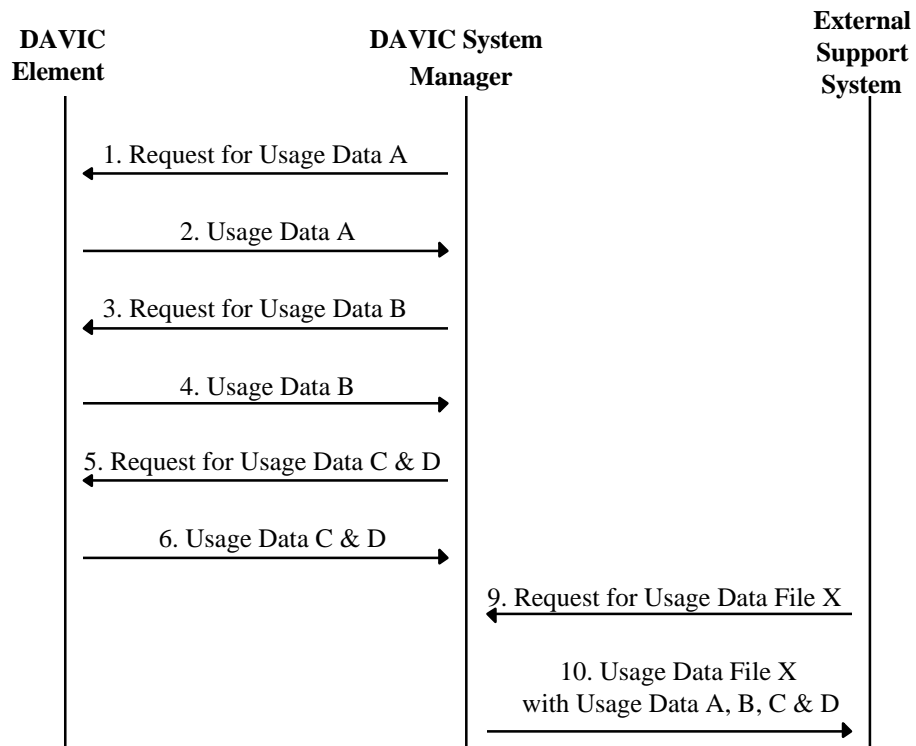 DAVIC
Element
DAVIC System
Manager
External
Support
System
1. Request for Usage Data A
2. Usage Data A
3. Request for Usage Data B
4. Usage Data B
5. Request for Usage Data C & D
6. Usage Data C & D
9. Request for Usage Data File X
10. Usage Data File X
with Usage Data A, B, C & D